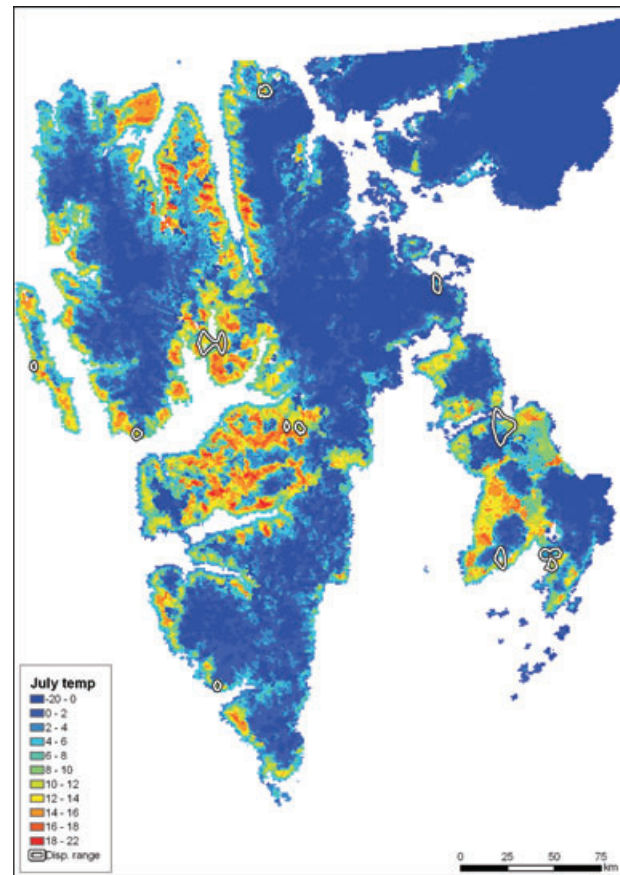 July temp
-20 - 0
0 - 2
2 - 4
4 - 6
6 - 8
8 - 10
10 - 12
12 - 14
14 - 16
16 - 18
18 - 22
Disp. range
0 25 50 75
km